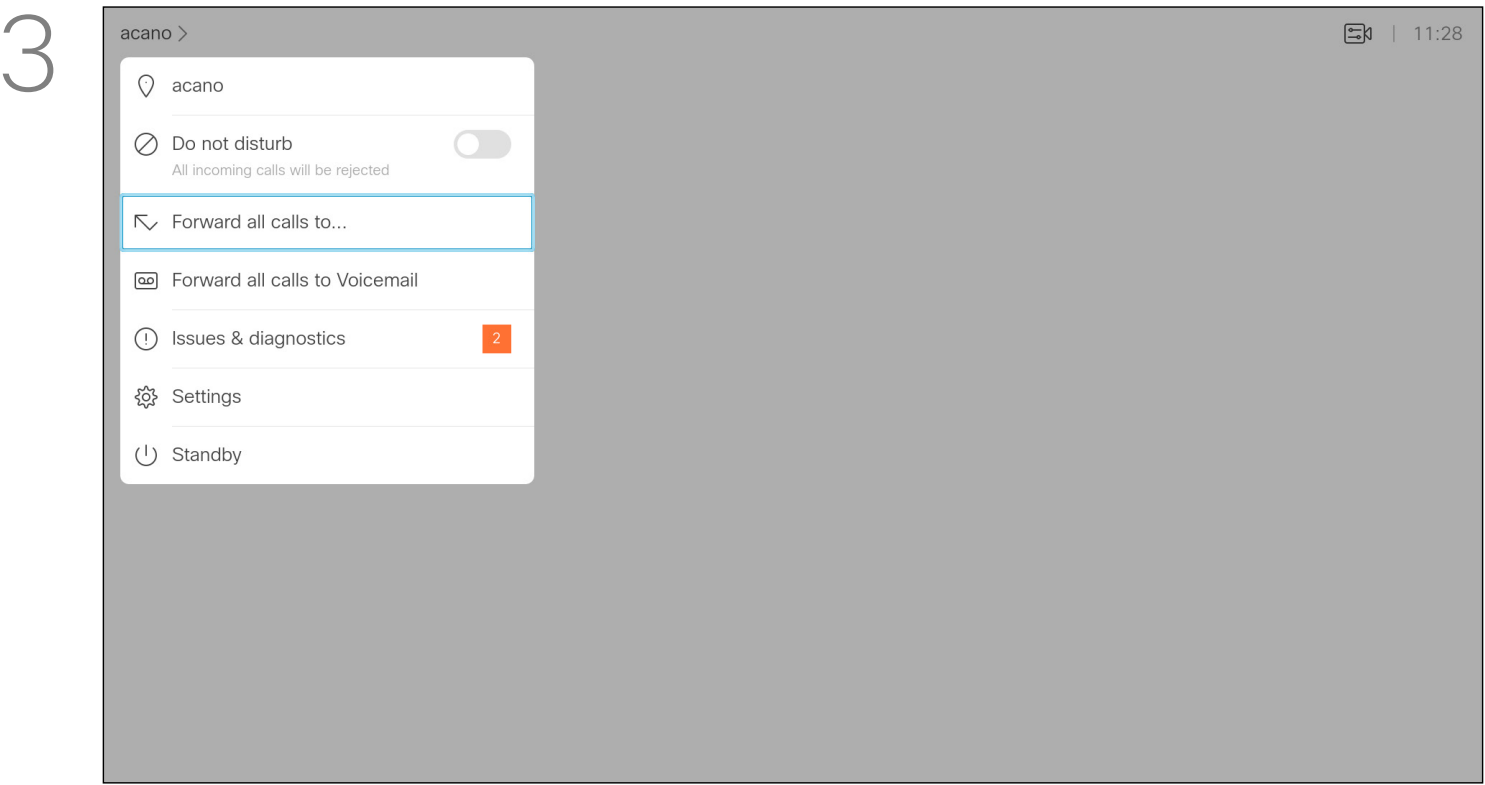 3
acano >
11:28
acano
Do not disturb
All incoming calls will be rejected
Forward all calls to...
Forward all calls to Voicemail
Issues & diagnostics
2
Settings
Standby